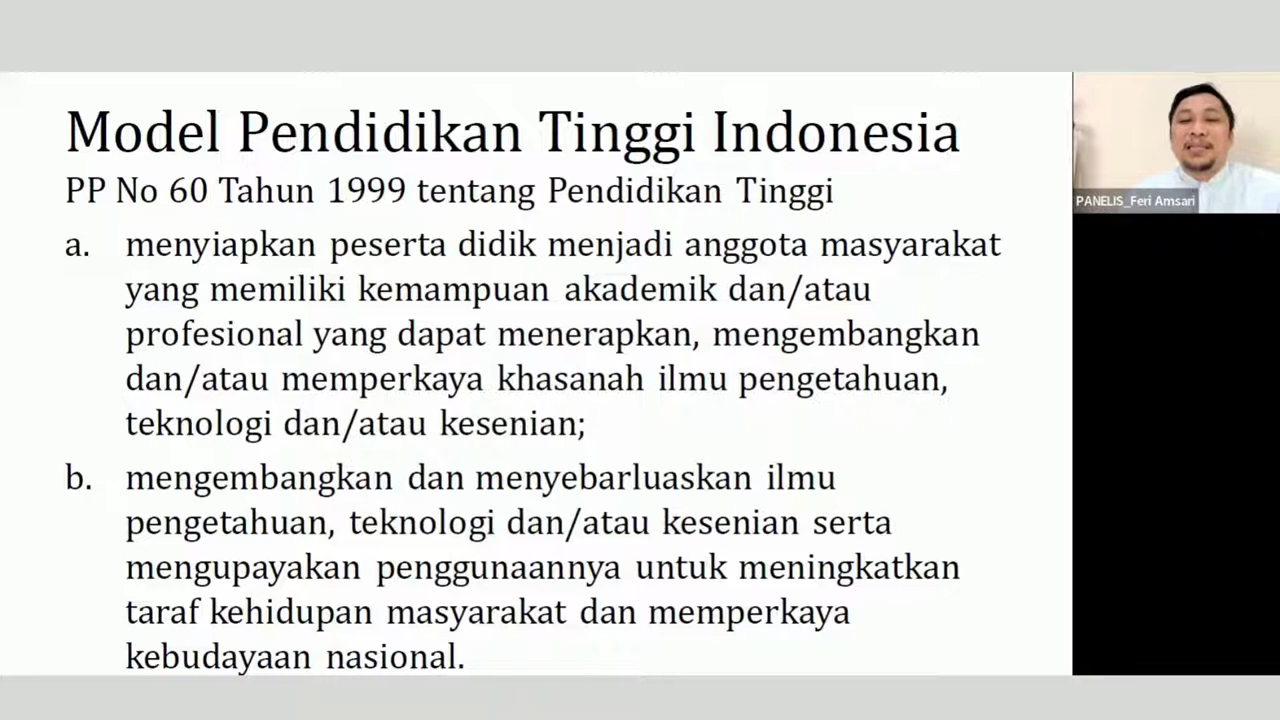 Model Pendidikan Tinggi Indonesia
PP No 60 Tahun 1999 tentang Pendidikan Tinggi
a. menyiapkan peserta didik menjadi anggota masyarakat
yang memiliki kemampuan akademik dan/atau
profesional yang dapat menerapkan, mengembangkan
dan/atau memperkaya khasanah ilmu pengetahuan,
teknologi dan/atau kesenian;
b. mengembangkan dan menyebarluaskan ilmu
pengetahuan, teknologi dan/atau kesenian serta
mengupayakan penggunaannya untuk meningkatkan
taraf kehidupan masyarakat dan memperkaya
kebudayaan nasional.
PANELIS_Feri Amsari